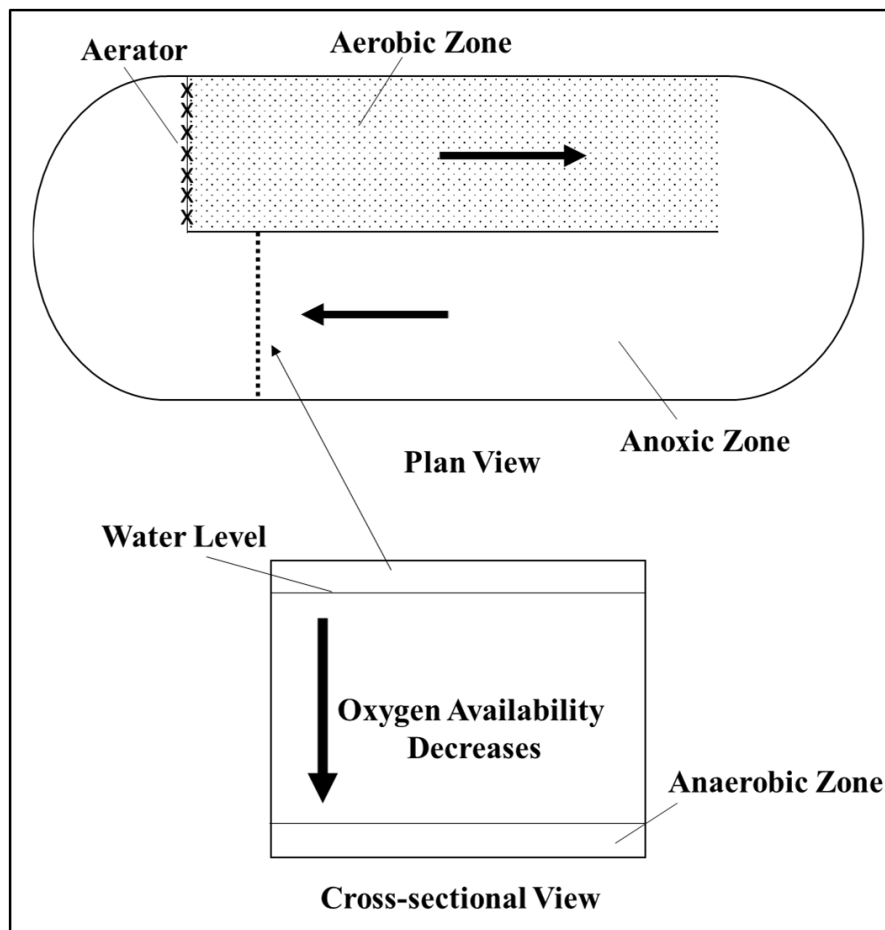 Aerobic Zone
Aerator
X
X
X
X
X
X
X
Anoxic Zone
Plan View
Water Level
Oxygen Availability
Decreases
Anaerobic Zone
Cross-sectional View